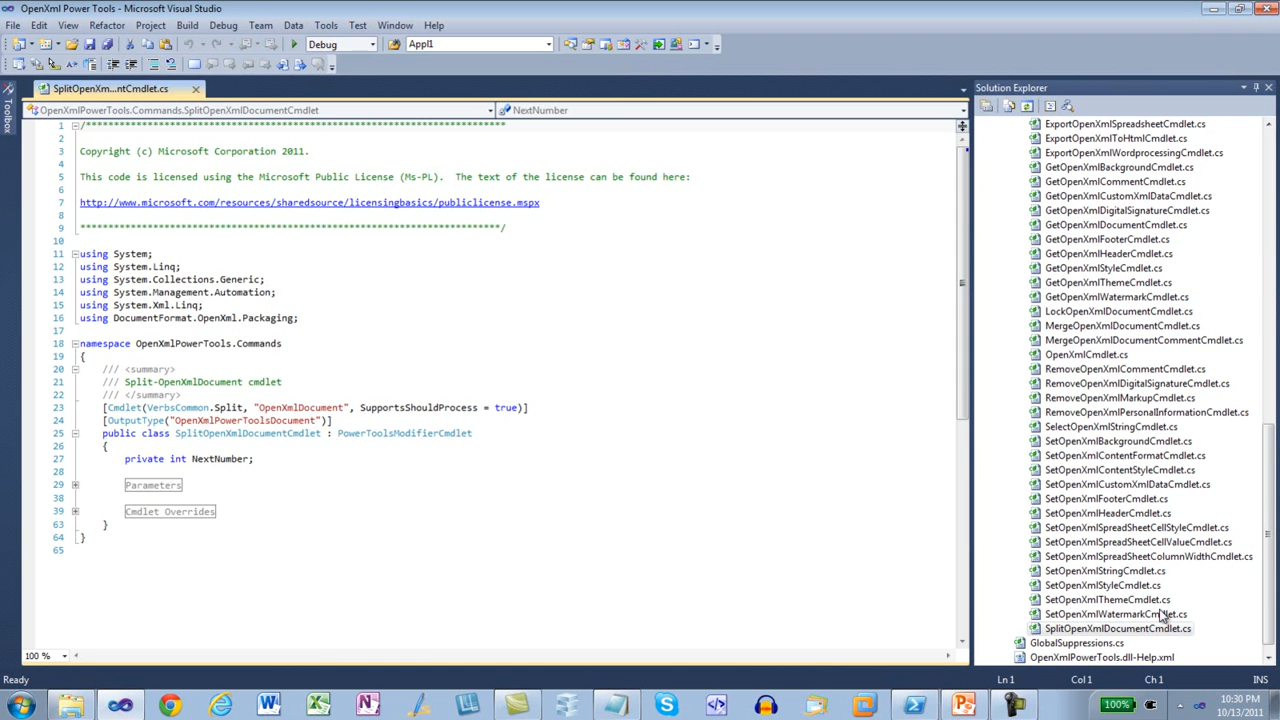 OpenXml Power Tools - Microsoft Visual Studio
File Edit View Refactor Project Build Debug Team Data Tools Test Window Help
Debug Appl1
SplitOpenXm...ntCmdlet.cs
Toolbox
OpenXmlPowerTools.Commands.SplitOpenXmlDocumentCmdlet NextNumber
1 /****************************************************************************
2
3 Copyright (c) Microsoft Corporation 2011.
4
5 This code is licensed using the Microsoft Public License (Ms-PL).  The text of the license can be found here:
6
7 http://www.microsoft.com/resources/sharedsource/licensingbasics/publiclicense.mspx
8
9 ***************************************************************************/
10
11 using System;
12 using System.Linq;
13 using System.Collections.Generic;
14 using System.Management.Automation;
15 using System.Xml.Linq;
16 using DocumentFormat.OpenXml.Packaging;
17
18 namespace OpenXmlPowerTools.Commands
19 {
20 /// <summary>
21 /// Split-OpenXmlDocument cmdlet
22 /// </summary>
23 [Cmdlet(VerbsCommon.Split, "OpenXmlDocument", SupportsShouldProcess = true)]
24 [OutputType("OpenXmlPowerToolsDocument")]
25 public class SplitOpenXmlDocumentCmdlet : PowerToolsModifierCmdlet
26 {
27 private int NextNumber;
28
29 Parameters
38
39 Cmdlet Overrides
63 }
64 }
65
100 %
Solution Explorer
ExportOpenXmlSpreadsheetCmdlet.cs
ExportOpenXmlToHtmlCmdlet.cs
ExportOpenXmlWordprocessingCmdlet.cs
GetOpenXmlBackgroundCmdlet.cs
GetOpenXmlCommentCmdlet.cs
GetOpenXmlCustomXmlDataCmdlet.cs
GetOpenXmlDigitalSignatureCmdlet.cs
GetOpenXmlDocumentCmdlet.cs
GetOpenXmlFooterCmdlet.cs
GetOpenXmlHeaderCmdlet.cs
GetOpenXmlStyleCmdlet.cs
GetOpenXmlThemeCmdlet.cs
GetOpenXmlWatermarkCmdlet.cs
LockOpenXmlDocumentCmdlet.cs
MergeOpenXmlDocumentCmdlet.cs
MergeOpenXmlDocumentCommentCmdlet.cs
OpenXmlCmdlet.cs
RemoveOpenXmlCommentCmdlet.cs
RemoveOpenXmlDigitalSignatureCmdlet.cs
RemoveOpenXmlMarkupCmdlet.cs
RemoveOpenXmlPersonalInformationCmdlet.cs
SelectOpenXmlStringCmdlet.cs
SetOpenXmlBackgroundCmdlet.cs
SetOpenXmlContentFormatCmdlet.cs
SetOpenXmlContentStyleCmdlet.cs
SetOpenXmlCustomXmlDataCmdlet.cs
SetOpenXmlFooterCmdlet.cs
SetOpenXmlHeaderCmdlet.cs
SetOpenXmlSpreadSheetCellStyleCmdlet.cs
SetOpenXmlSpreadSheetCellValueCmdlet.cs
SetOpenXmlSpreadSheetColumnWidthCmdlet.cs
SetOpenXmlStringCmdlet.cs
SetOpenXmlStyleCmdlet.cs
SetOpenXmlThemeCmdlet.cs
SetOpenXmlWatermarkCmdlet.cs
SplitOpenXmlDocumentCmdlet.cs
GlobalSuppressions.cs
OpenXmlPowerTools.dll-Help.xml
Ready Ln 1 Col 1 Ch 1 INS
100% 10:30 PM
10/13/2011